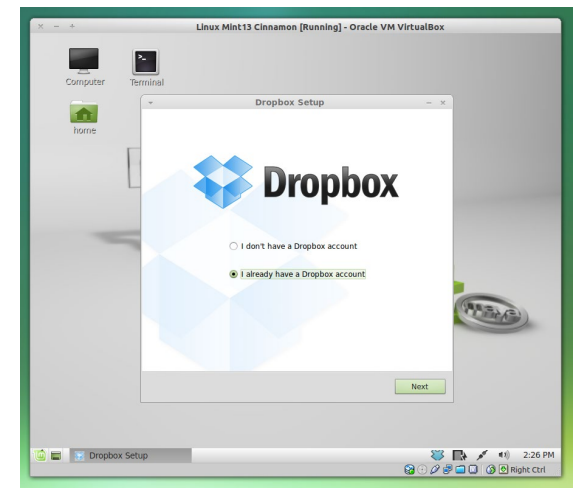 Linux Mint13 Cinnamon [Running] - Oracle VM VirtualBox
Computer
Terminal
home
Dropbox Setup
Dropbox
I don't have a Dropbox account
I already have a Dropbox account
Next
Dropbox Setup
2:26 PM
Right Ctrl